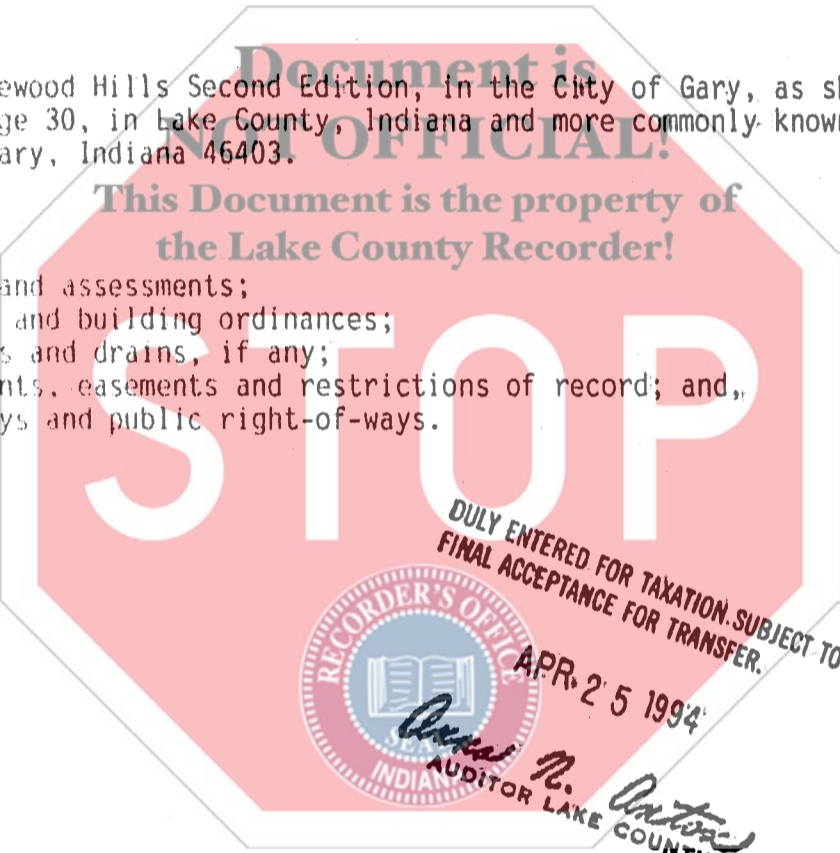 Document is
ewood Hills Second Edition, in the City of Gary, as s
ge 30, in Lake County, Indiana and more commonly known
NOT OFFICIAL!
ary, Indiana 46403.
This Document is the property of
the Lake County Recorder!
and assessments;
and building ordinances;
s and drains, if any;
nts, easements and restrictions of record; and,
ys and public right-of-ways.
STOP
DULY ENTERED FOR TAXATION SUBJECT TO
FINAL ACCEPTANCE FOR TRANSFER.
APR. 25 1994
RECORDER'S OFFICE
SEAL
INDIANA
Anna N. Anton
AUDITOR LAKE COUNTY